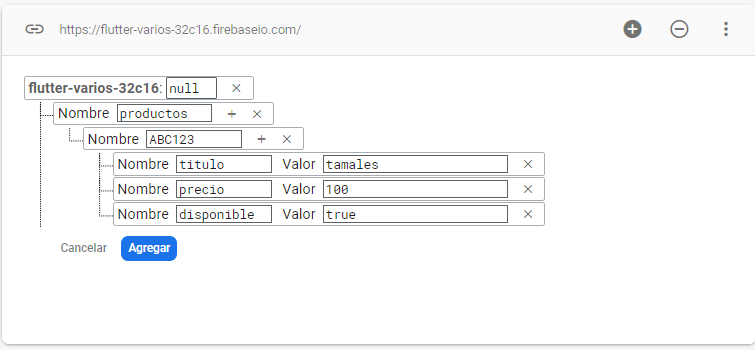 https://flutter-varios-32c16.firebaseio.com/
flutter-varios-32c16: null
Nombre productos
Nombre ABC123
Nombre titulo Valor tamales
Nombre precio Valor 100
Nombre disponible Valor true
Cancelar Agregar